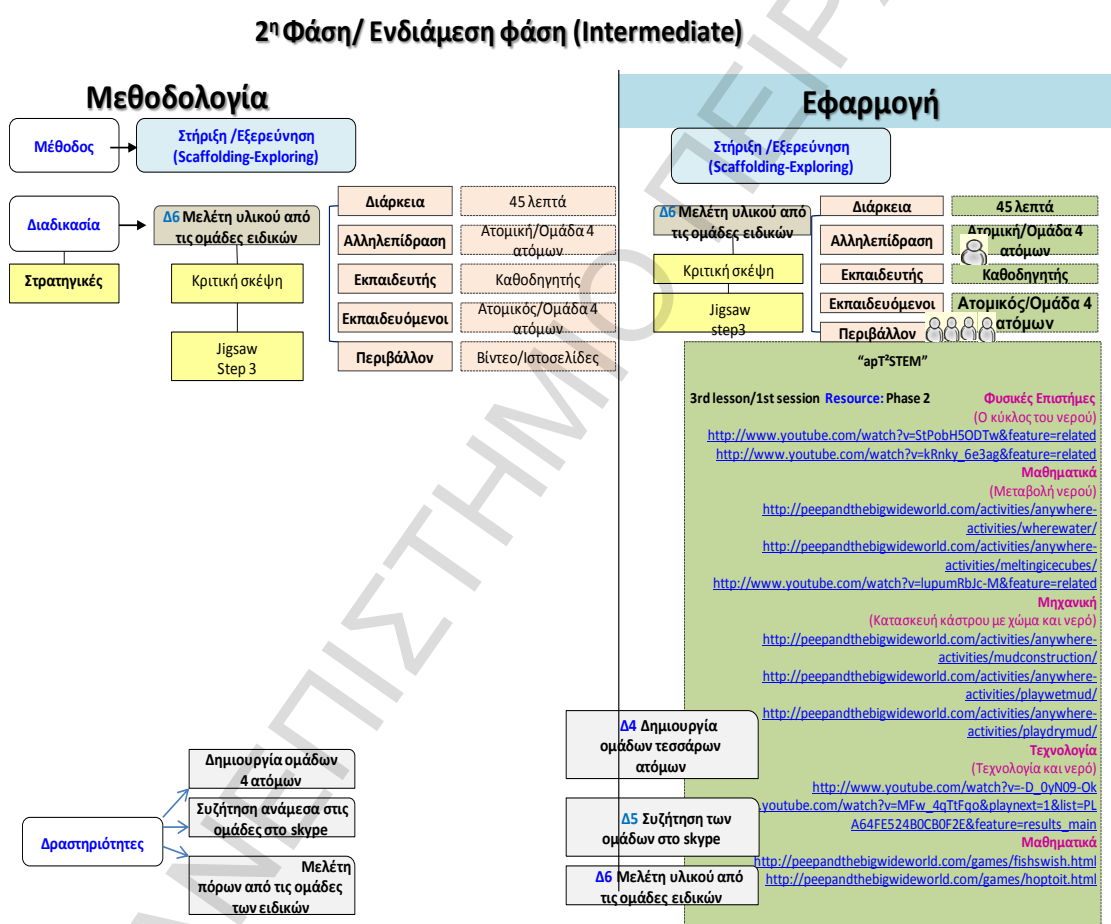 2η Φάση/ Ενδιάμεση φάση (Intermediate)
Μεθοδολογία
Μέθοδος
Στήριξη /Εξερεύνηση
(Scaffolding-Exploring)
Διαδικασία
Δ6 Μελέτη υλικού από
τις ομάδες ειδικών
Στρατηγικές
Κριτική σκέψη
Jigsaw
Step 3
Διάρκεια
45 λεπτά
Αλληλεπίδραση
Ατομική/Ομάδα 4
ατόμων
Εκπαιδευτής
Καθοδηγητής
Εκπαιδευόμενοι
Ατομικός/Ομάδα 4
ατόμων
Περιβάλλον
Βίντεο/Ιστοσελίδες
Δραστηριότητες
Δημιουργία ομάδων
4 ατόμων
Συζήτηση ανάμεσα στις
ομάδες στο skype
Μελέτη
πόρων από τις ομάδες
των ειδικών
Εφαρμογή
Στήριξη /Εξερεύνηση
(Scaffolding-Exploring)
Δ6 Μελέτη υλικού από
τις ομάδες ειδικών
Κριτική σκέψη
Jigsaw
step3
Διάρκεια
45 λεπτά
Αλληλεπίδραση
Ατομική/Ομάδα 4
ατόμων
Εκπαιδευτής
Καθοδηγητής
Εκπαιδευόμενοι
Ατομικός/Ομάδα 4
ατόμων
Περιβάλλον
“apT²STEM”
3rd lesson/1st session Resource: Phase 2 Φυσικές Επιστήμες
(Ο κύκλος του νερού)
http://www.youtube.com/watch?v=StPobH5ODTw&feature=related
http://www.youtube.com/watch?v=kRnky_6e3ag&feature=related
Μαθηματικά
(Μεταβολή νερού)
http://peepandthebigwideworld.com/activities/anywhere-
activities/wherewater/
http://peepandthebigwideworld.com/activities/anywhere-
activities/meltingicecubes/
http://www.youtube.com/watch?v=lupumRbJc-M&feature=related
Μηχανική
(Κατασκευή κάστρου με χώμα και νερό)
http://peepandthebigwideworld.com/activities/anywhere-
activities/mudconstruction/
http://peepandthebigwideworld.com/activities/anywhere-
activities/playwetmud/
http://peepandthebigwideworld.com/activities/anywhere-
activities/playdrymud/
Τεχνολογία
(Τεχνολογία και νερό)
http://www.youtube.com/watch?v=-D_0yN09-Ok
.youtube.com/watch?v=MFw_4qTtFqo&playnext=1&list=PL
A64FE524B0CB0F2E&feature=results_main
Μαθηματικά
http://peepandthebigwideworld.com/games/fishswish.html
http://peepandthebigwideworld.com/games/hoptoit.html
Δ4 Δημιουργία
ομάδων τεσσάρων
ατόμων
Δ5 Συζήτηση των
ομάδων στο skype
Δ6 Μελέτη υλικού από
τις ομάδες ειδικών
ΑΝΕΠΙΣΤΗΜΙΟ ΠΕΙΡΑ